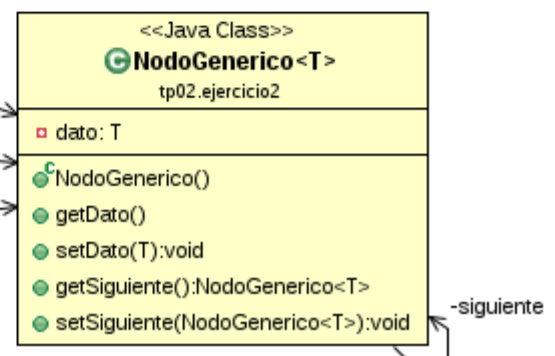 <<Java Class>>
NodoGenerico<T>
tp02.ejercicio2
dato: T
NodoGenerico()
getDato()
setDato(T):void
getSiguiente():NodoGenerico<T>
setSiguiente(NodoGenerico<T>):void
-siguiente